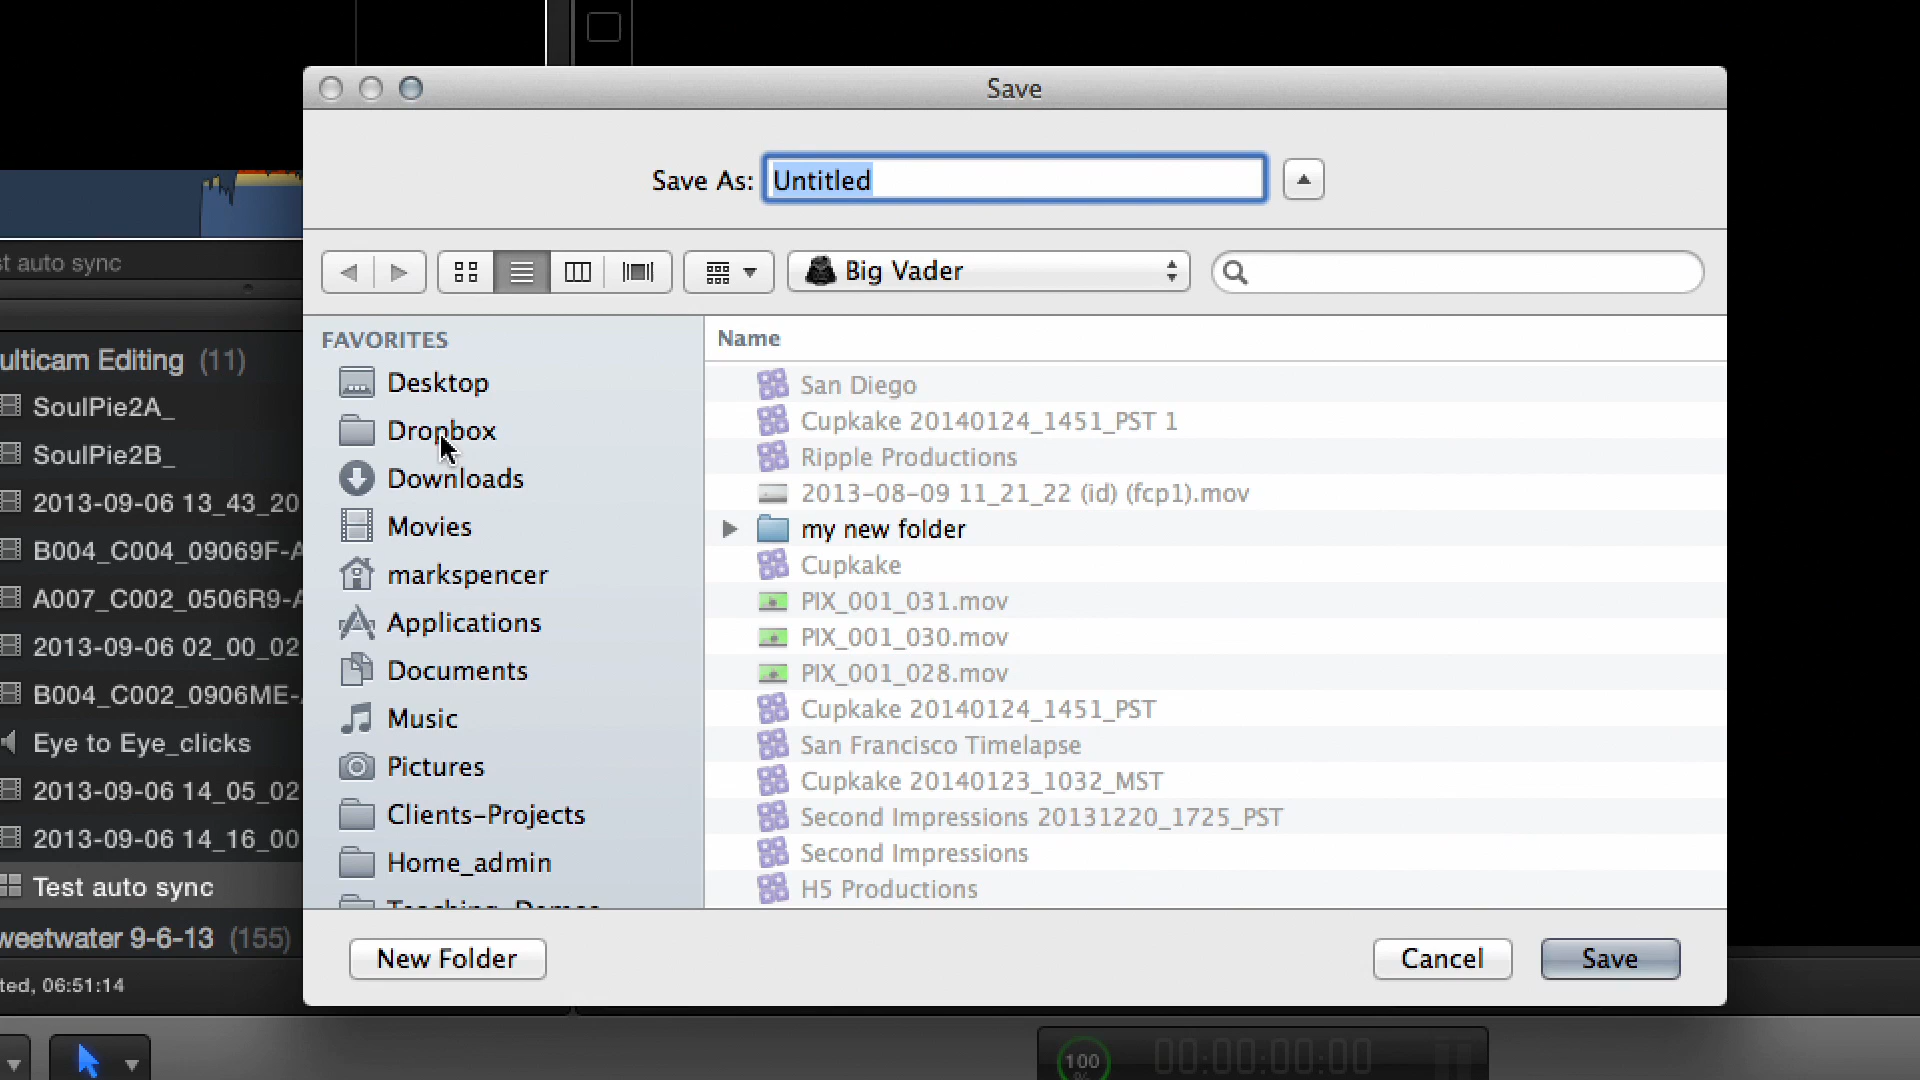 Save
Save As: Untitled
Big Vader
st auto sync
FAVORITES
Desktop
Dropbox
Downloads
Movies
markspencer
Applications
Documents
Music
Pictures
Clients-Projects
Home_admin
Name
San Diego
Cupkake 20140124_1451_PST 1
Ripple Productions
2013-08-09 11_21_22 (id) (fcp1).mov
my new folder
Cupkake
PIX_001_031.mov
PIX_001_030.mov
PIX_001_028.mov
Cupkake 20140124_1451_PST
San Francisco Timelapse
Cupkake 20140123_1032_MST
Second Impressions 20131220_1725_PST
Second Impressions
H5 Productions
ulticam Editing (11)
SoulPie2A_
SoulPie2B_
2013-09-06 13_43_20
B004_C004_09069F-A
A007_C002_0506R9-A
2013-09-06 02_00_02
B004_C002_0906ME-
Eye to Eye_clicks
2013-09-06 14_05_02
2013-09-06 14_16_00
Test auto sync
weetwater 9-6-13 (155)
ted, 06:51:14
New Folder
Cancel
Save
100
%
00:00:00:00